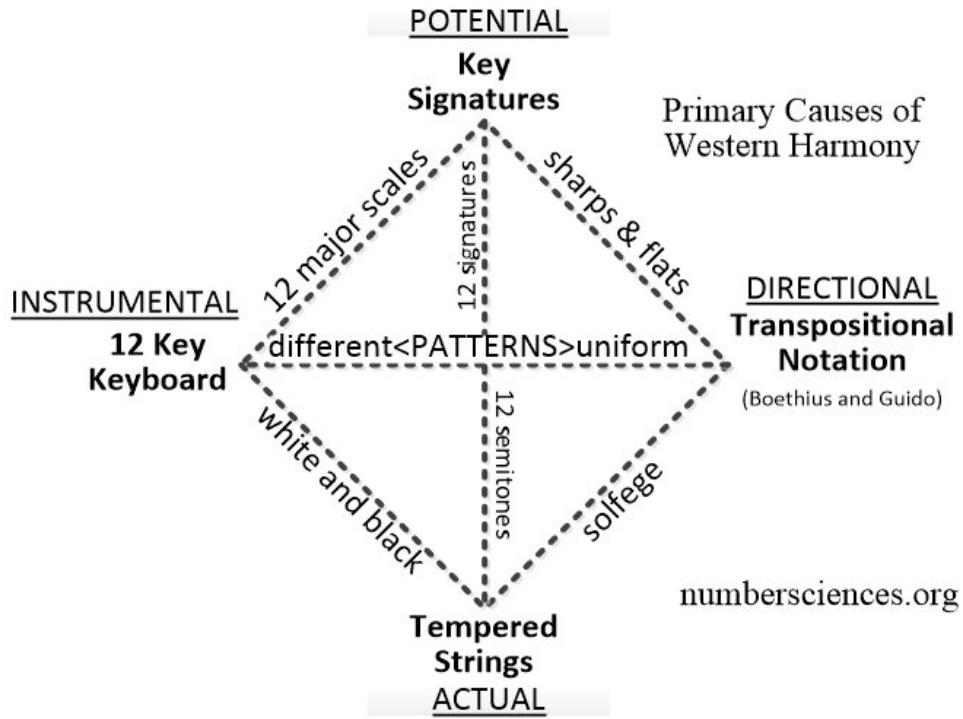 POTENTIAL
Key
Signatures
Primary Causes of
Western Harmony
12 major scales
12 signatures
sharps & flats
INSTRUMENTAL
12 Key
Keyboard
different<PATTERNS>uniform
DIRECTIONAL
Transpositional
Notation
(Boethius and Guido)
white and black
12 semitones
solfege
numbersciences.org
Tempered
Strings
ACTUAL